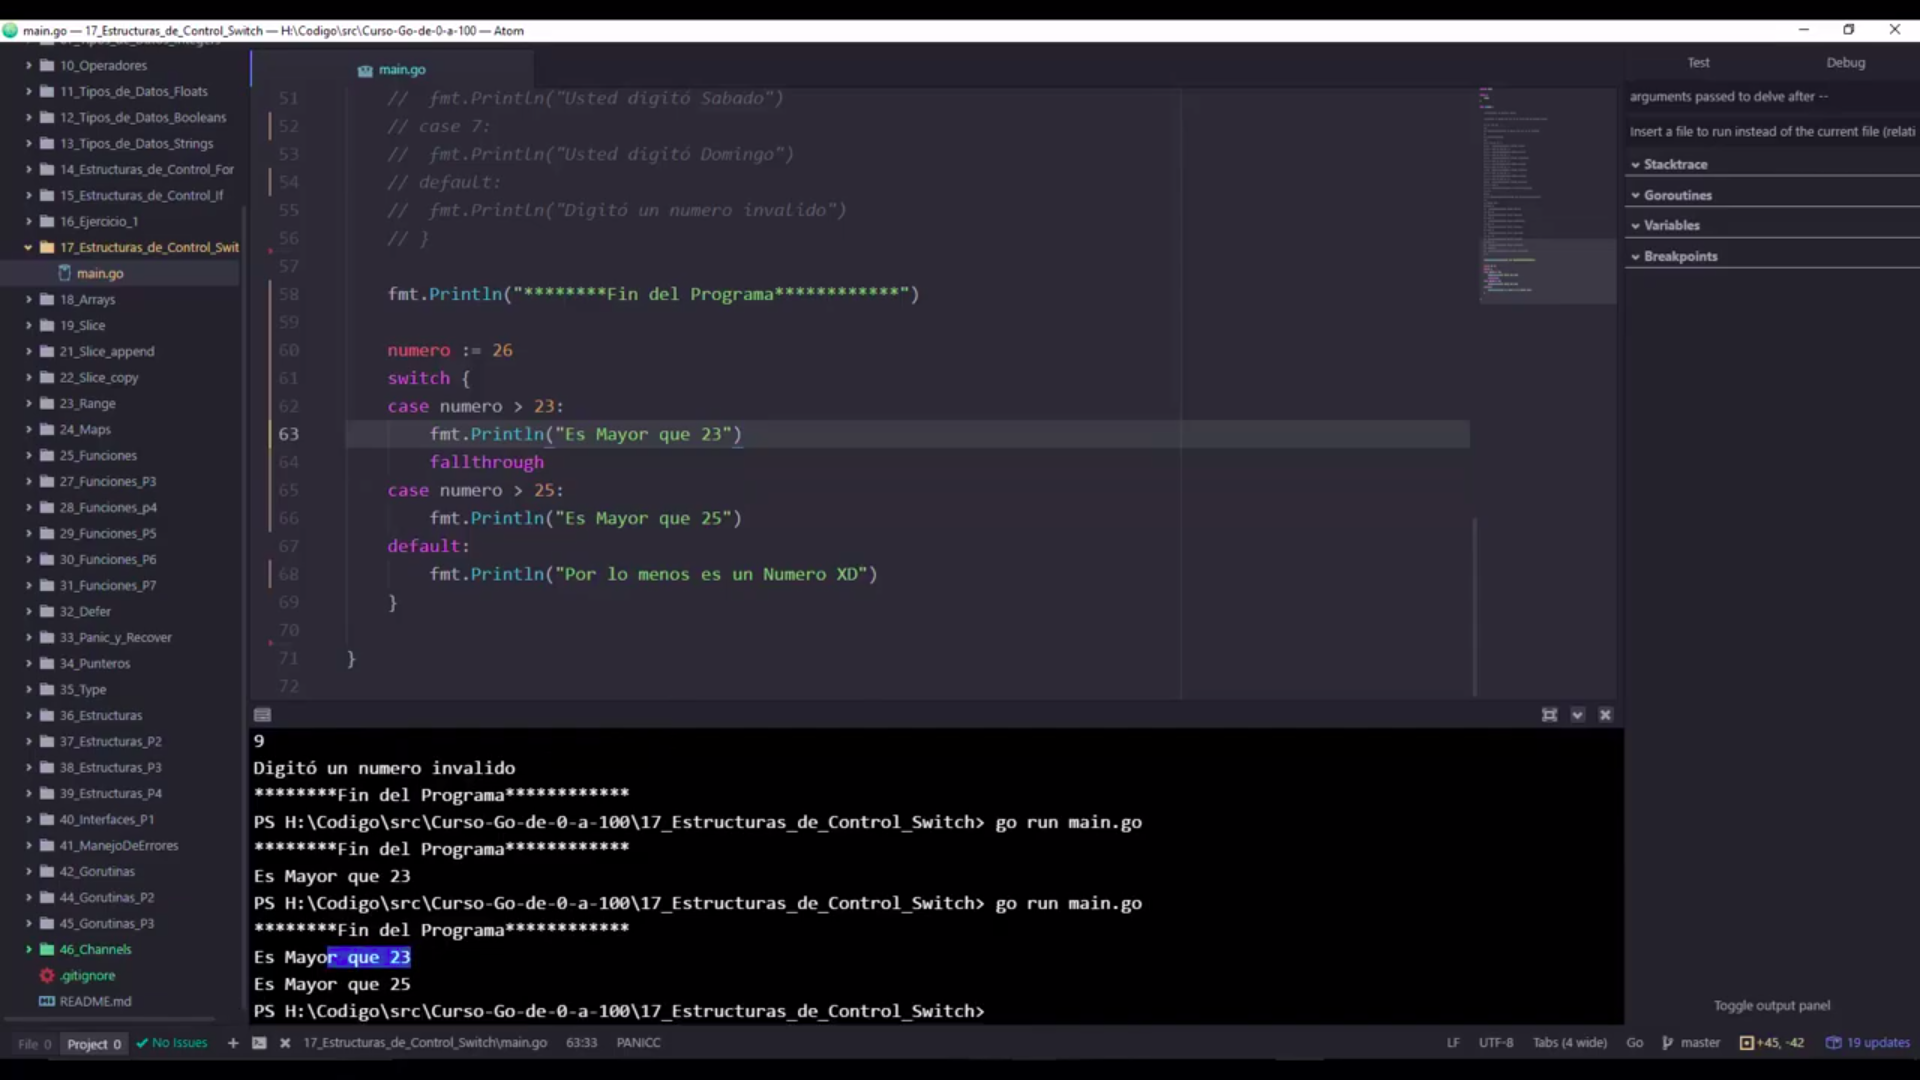 main.go — 17_Estructuras_de_Control_Switch — H:\Codigo\src\Curso-Go-de-0-a-100 — Atom
10_Operadores
11_Tipos_de_Datos_Floats
12_Tipos_de_Datos_Booleans
13_Tipos_de_Datos_Strings
14_Estructuras_de_Control_For
15_Estructuras_de_Control_If
16_Ejercicio_1
17_Estructuras_de_Control_Swit
main.go
18_Arrays
19_Slice
21_Slice_append
22_Slice_copy
23_Range
24_Maps
25_Funciones
27_Funciones_P3
28_Funciones_p4
29_Funciones_P5
30_Funciones_P6
31_Funciones_P7
32_Defer
33_Panic_y_Recover
34_Punteros
35_Type
36_Estructuras
37_Estructuras_P2
38_Estructuras_P3
39_Estructuras_P4
40_Interfaces_P1
41_ManejoDeErrores
42_Gorutinas
44_Gorutinas_P2
45_Gorutinas_P3
46_Channels
.gitignore
README.md
main.go
51 //  fmt.Println("Usted digitó Sabado")
52 // case 7:
53 //  fmt.Println("Usted digitó Domingo")
54 // default:
55 //  fmt.Println("Digitó un numero invalido")
56 // }
57
58 fmt.Println("********Fin del Programa************")
59
60 numero := 26
61 switch {
62 case numero > 23:
63     fmt.Println("Es Mayor que 23")
64     fallthrough
65 case numero > 25:
66     fmt.Println("Es Mayor que 25")
67 default:
68     fmt.Println("Por lo menos es un Numero XD")
69 }
70
71 }
72
Test Debug
arguments passed to delve after --
Insert a file to run instead of the current file (relati
Stacktrace
Goroutines
Variables
Breakpoints
Toggle output panel
9
Digitó un numero invalido
********Fin del Programa************
PS H:\Codigo\src\Curso-Go-de-0-a-100\17_Estructuras_de_Control_Switch> go run main.go
********Fin del Programa************
Es Mayor que 23
PS H:\Codigo\src\Curso-Go-de-0-a-100\17_Estructuras_de_Control_Switch> go run main.go
********Fin del Programa************
Es Mayor que 23
Es Mayor que 25
PS H:\Codigo\src\Curso-Go-de-0-a-100\17_Estructuras_de_Control_Switch>
File 0 Project 0 No Issues + 17_Estructuras_de_Control_Switch\main.go 63:33 PANICC LF UTF-8 Tabs (4 wide) Go master +45, -42 19 updates